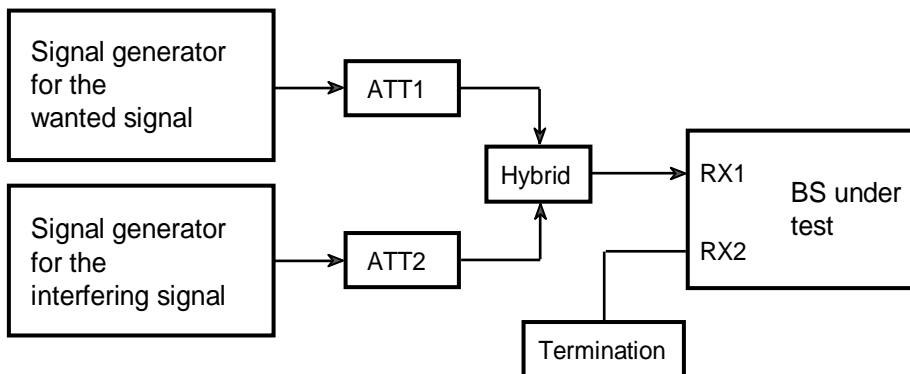 Signal generator
for the
wanted signal
ATT1
Hybrid
Signal generator
for the
interfering signal
ATT2
RX1
BS under
test
RX2
Termination